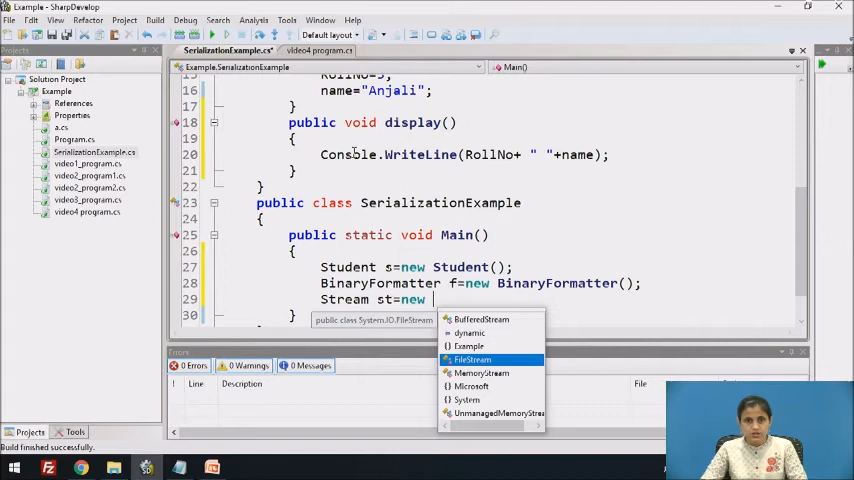 Example - SharpDevelop
File Edit View Refactor Project Build Debug Search Analysis Tools Window Help
Default layout
Projects
SerializationExample.cs* video4 program.cs
Example.SerializationExample Main()
Solution Project
Example
References
Properties
a.cs
Program.cs
SerializationExample.cs
video1_program.cs
video2_program1.cs
video2_program2.cs
video4 program.cs
15 RollNo=5;
16 name="Anjali";
17 }
18 public void display()
19 {
20 Console.WriteLine(RollNo+ " "+name);
21 }
22 }
23 public class SerializationExample
24 {
25 public static void Main()
26 {
27 Student s=new Student();
28 BinaryFormatter f=new BinaryFormatter();
29 Stream st=new
30 }
public class System.IO.FileStream
BufferedStream
dynamic
Example
FileStream
MemoryStream
Microsoft
System
UnmanagedMemoryStrea
Errors
0 Errors 0 Warnings 0 Messages
! Line Description
Projects Tools
Build finished successfully.